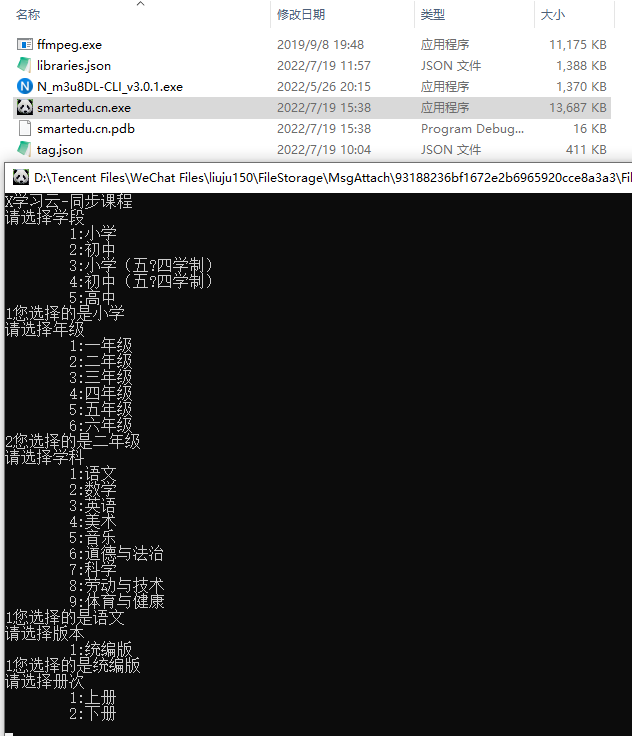 名称 修改日期 类型 大小
ffmpeg.exe 2019/9/8 19:48 应用程序 11,175 KB
libraries.json 2022/7/19 11:57 JSON 文件 1,388 KB
N_m3u8DL-CLI_v3.0.1.exe 2022/5/26 20:15 应用程序 1,370 KB
smartedu.cn.exe 2022/7/19 15:38 应用程序 13,687 KB
smartedu.cn.pdb 2022/7/19 15:38 Program Debug... 16 KB
tag.json 2022/7/19 10:04 JSON 文件 411 KB
D:\Tencent Files\WeChat Files\liuju150\FileStorage\MsgAttach\93188236bf1672e2b6965920cce8a3a3\Fil
X学习云-同步课程
请选择学段
1:小学
2:初中
3:小学（五?四学制）
4:初中（五?四学制）
5:高中
1您选择的是小学
请选择年级
1:一年级
2:二年级
3:三年级
4:四年级
5:五年级
6:六年级
2您选择的是二年级
请选择学科
1:语文
2:数学
3:英语
4:美术
5:音乐
6:道德与法治
7:科学
8:劳动与技术
9:体育与健康
1您选择的是语文
请选择版本
1:统编版
1您选择的是统编版
请选择册次
1:上册
2:下册